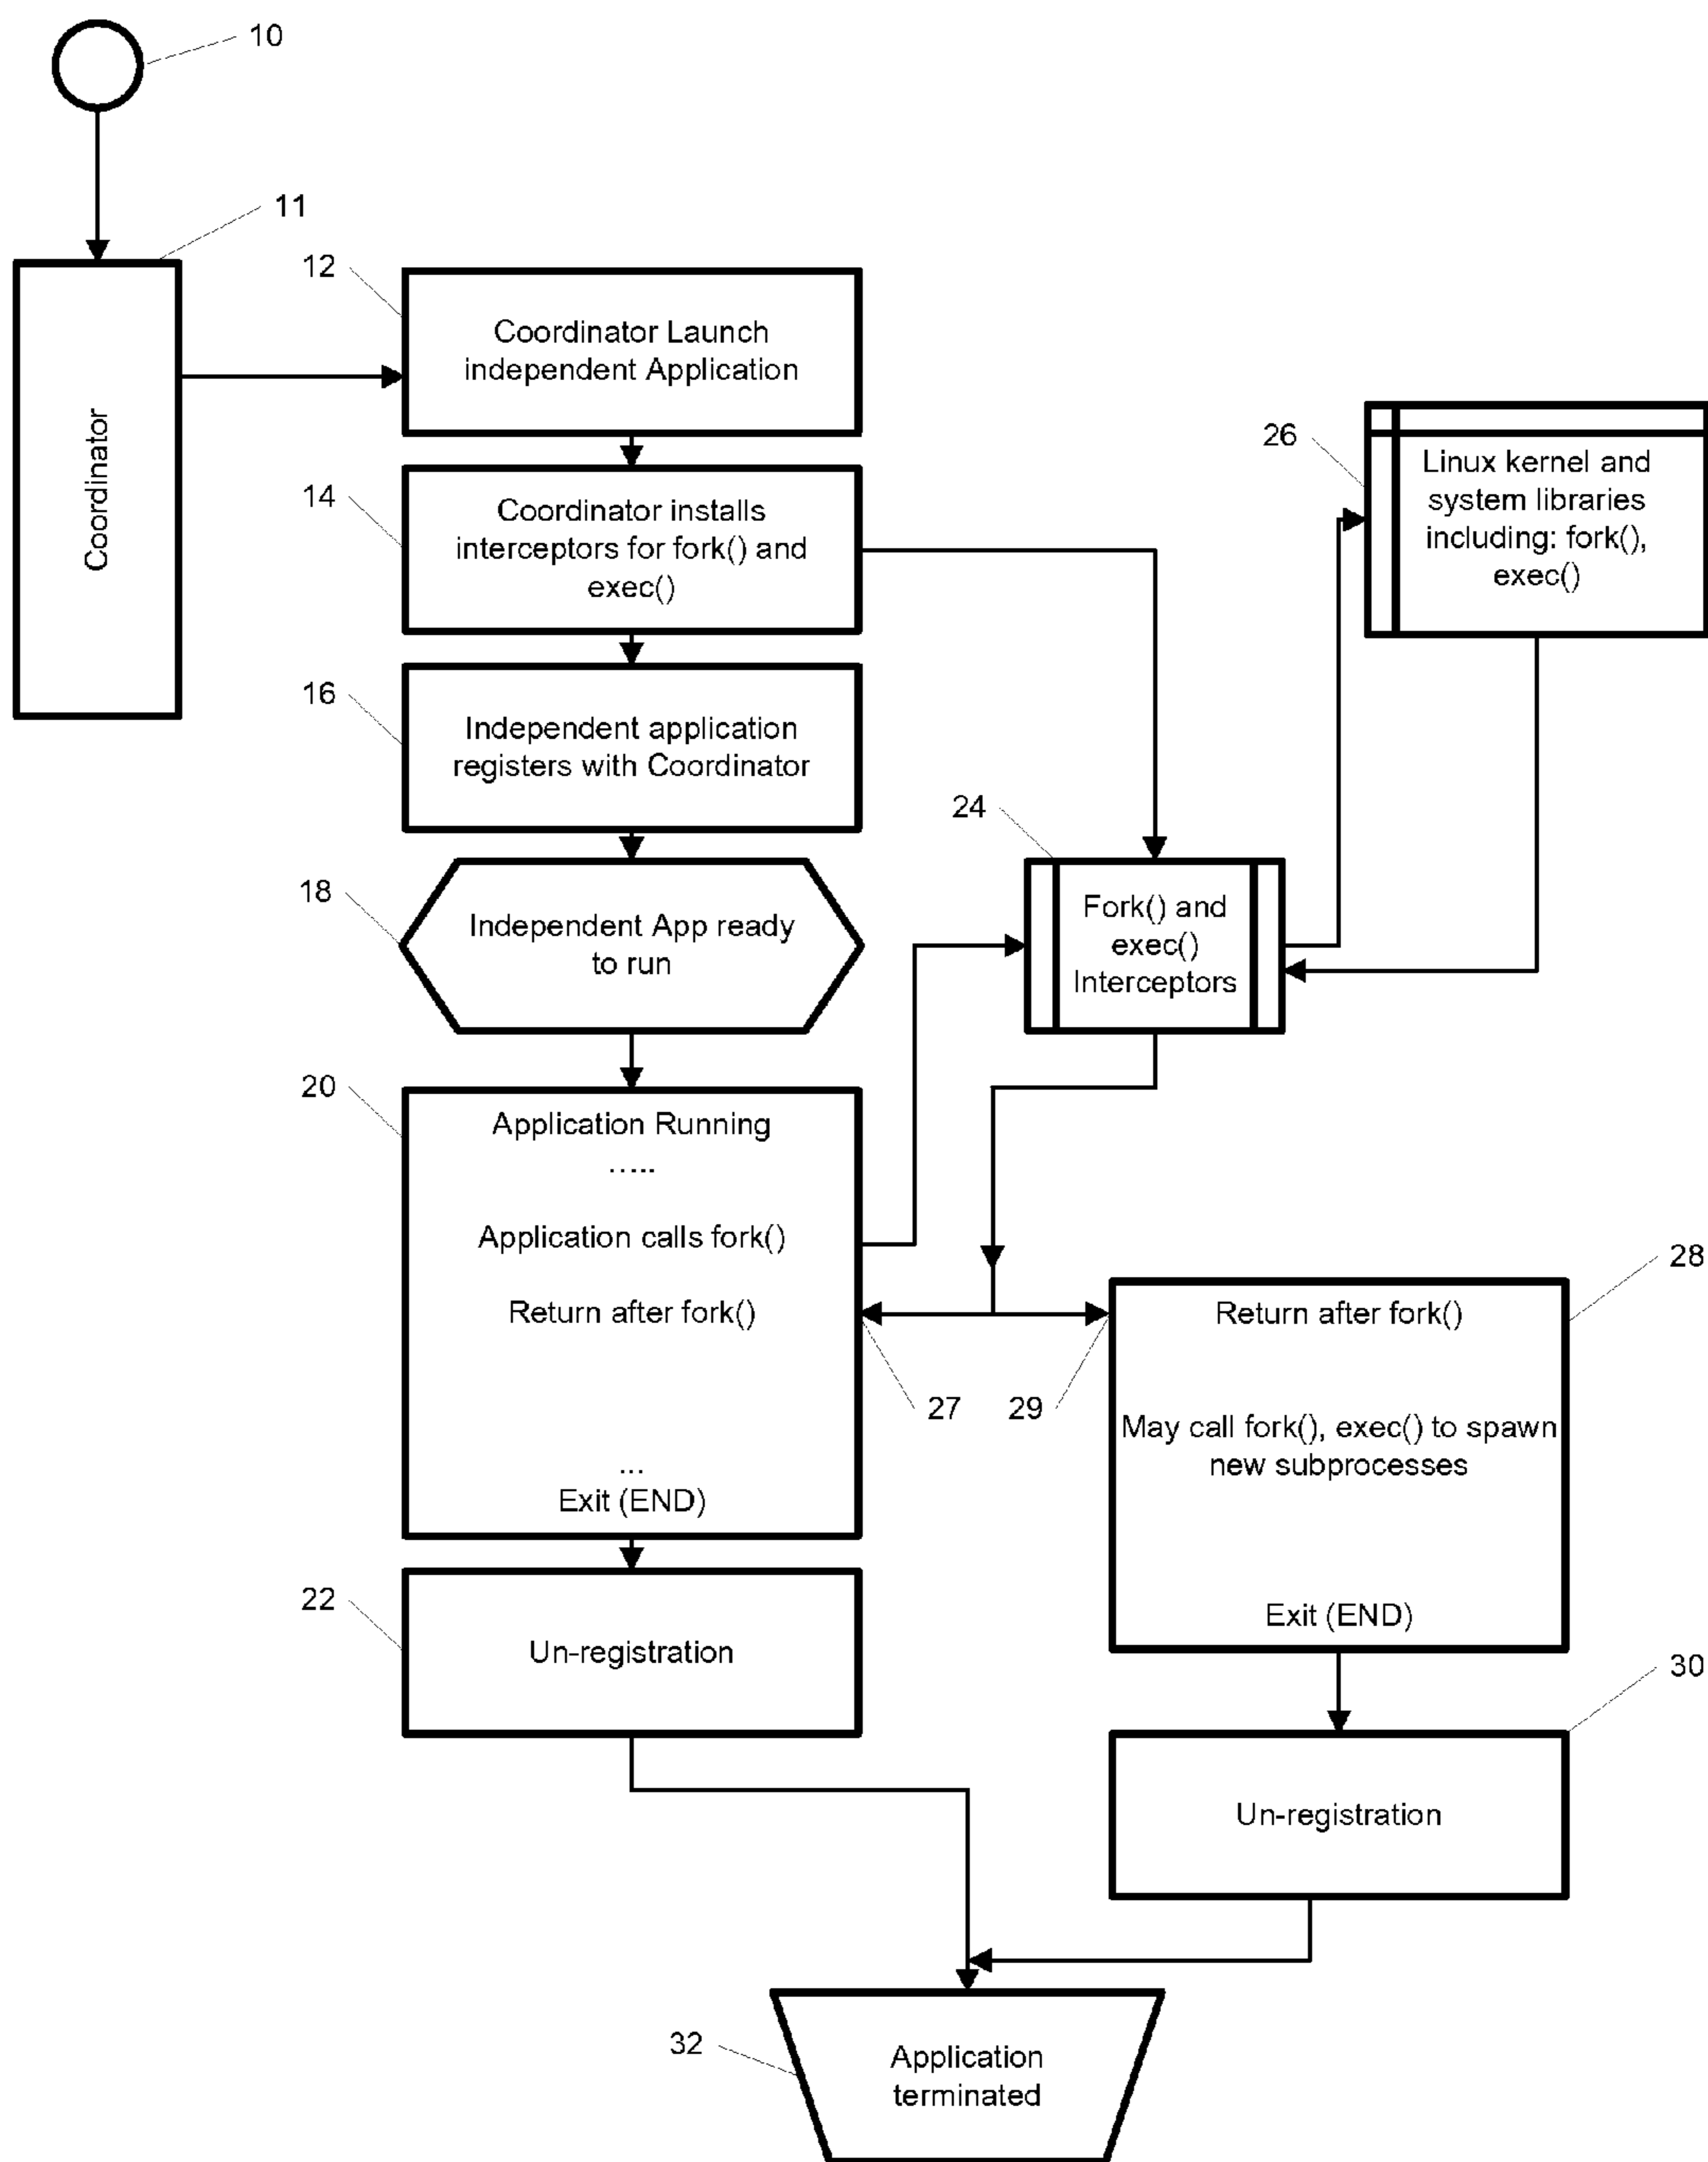 10
11
Coordinator
12
Coordinator Launch
independent Application
14
Coordinator installs
interceptors for fork() and
exec()
26
Linux kernel and
system libraries
including: fork(),
exec()
16
Independent application
registers with Coordinator
18
Independent App ready
to run
24
Fork() and
exec()
Interceptors
20
Application Running
.....
Application calls fork()
Return after fork()
...
Exit (END)
27
29
28
Return after fork()
May call fork(), exec() to spawn
new subprocesses
Exit (END)
22
Un-registration
30
Un-registration
32
Application
terminated